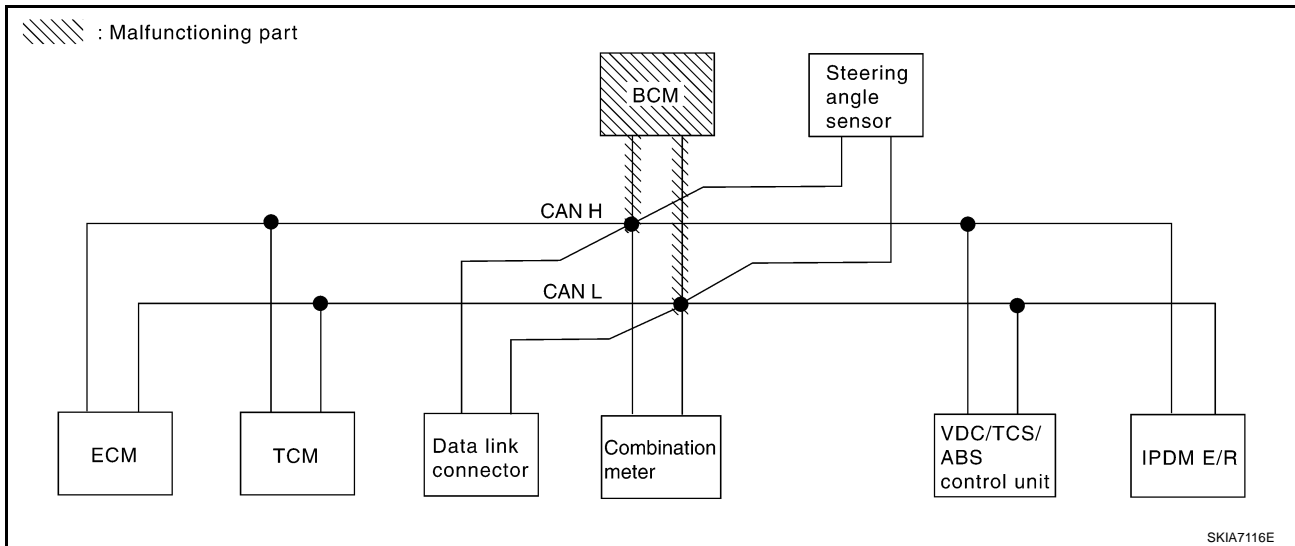 : Malfunctioning part
BCM
Steering
angle
sensor
CAN H
CAN L
ECM
TCM
Data link
connector
Combination
meter
VDC/TCS/
ABS
control unit
IPDM E/R
SKIA7116E